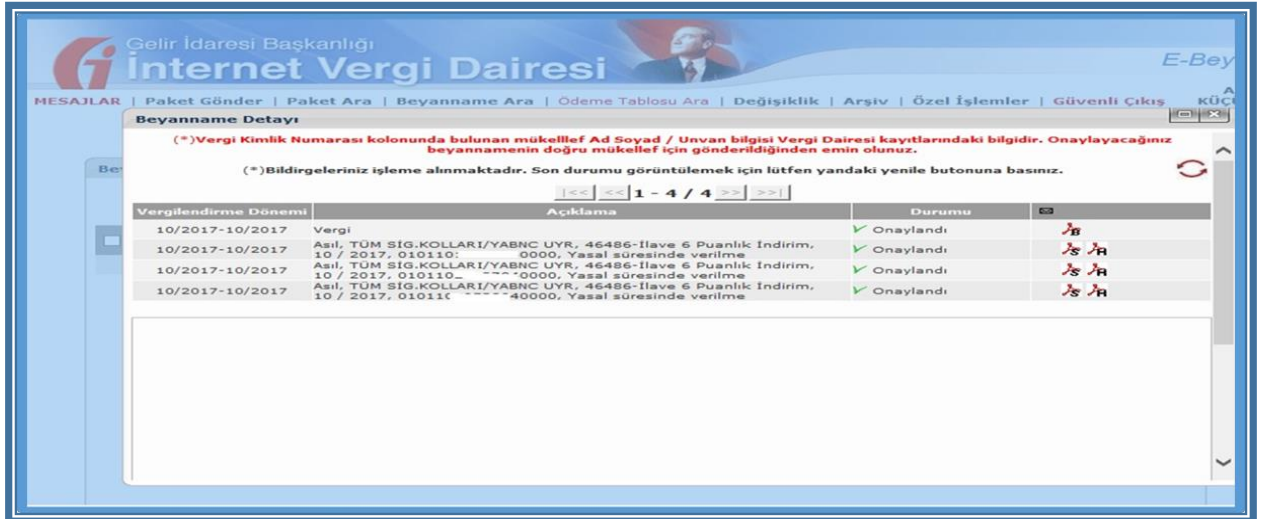 Gelir İdaresi Başkanlığı
İnternet Vergi Dairesi
E-Bey
MESAJLAR | Paket Gönder | Paket Ara | Beyanname Ara | Ödeme Tablosu Ara | Değişiklik | Arşiv | Özel İşlemler | Güvenli Çıkış
Beyanname Detayı
(*)Vergi Kimlik Numarası kolonunda bulunan mükelllef Ad Soyad / Unvan bilgisi Vergi Dairesi kayıtlarındaki bilgidir. Onaylayacağınız
beyannamenin doğru mükellef için gönderildiğinden emin olunuz.
(*)Bildirgeleriniz işleme alınmaktadır. Son durumu görüntülemek için lütfen yandaki yenile butonuna basınız.
|<< << 1 - 4 / 4 >> >>|
Vergilendirme Dönemi Açıklama Durumu
10/2017-10/2017 Vergi Onaylandı B
10/2017-10/2017 Asıl, TÜM SİG.KOLLARI/YABNC UYR, 46486-İlave 6 Puanlık İndirim,
10 / 2017, 010110 0000, Yasal süresinde verilme Onaylandı S A
10/2017-10/2017 Asıl, TÜM SİG.KOLLARI/YABNC UYR, 46486-İlave 6 Puanlık İndirim,
10 / 2017, 010110 0000, Yasal süresinde verilme Onaylandı S A
10/2017-10/2017 Asıl, TÜM SİG.KOLLARI/YABNC UYR, 46486-İlave 6 Puanlık İndirim,
10 / 2017, 01011 40000, Yasal süresinde verilme Onaylandı S A